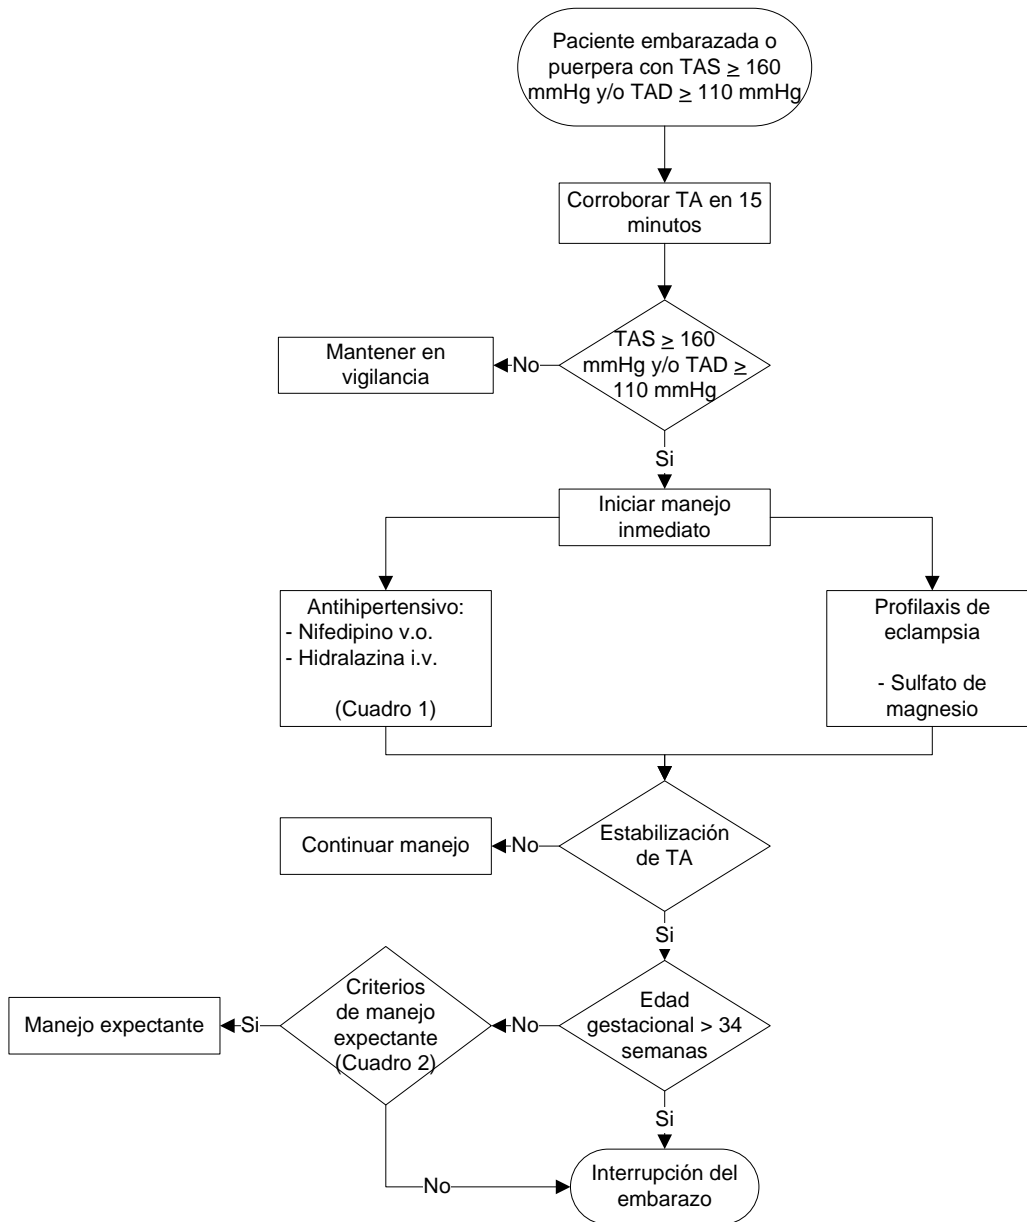 Paciente embarazada o
puerpera con TAS ≥ 160
mmHg y/o TAD ≥ 110 mmHg
Corroborar TA en 15
minutos
TAS ≥ 160
mmHg y/o TAD ≥
110 mmHg
No
Mantener en
vigilancia
Si
Iniciar manejo
inmediato
Antihipertensivo:
- Nifedipino v.o.
- Hidralazina i.v.
(Cuadro 1)
Profilaxis de
eclampsia
- Sulfato de
magnesio
Estabilización
de TA
No
Continuar manejo
Si
Edad
gestacional > 34
semanas
No
Criterios
de manejo
expectante
(Cuadro 2)
Si
Manejo expectante
Si
No
Interrupción del
embarazo